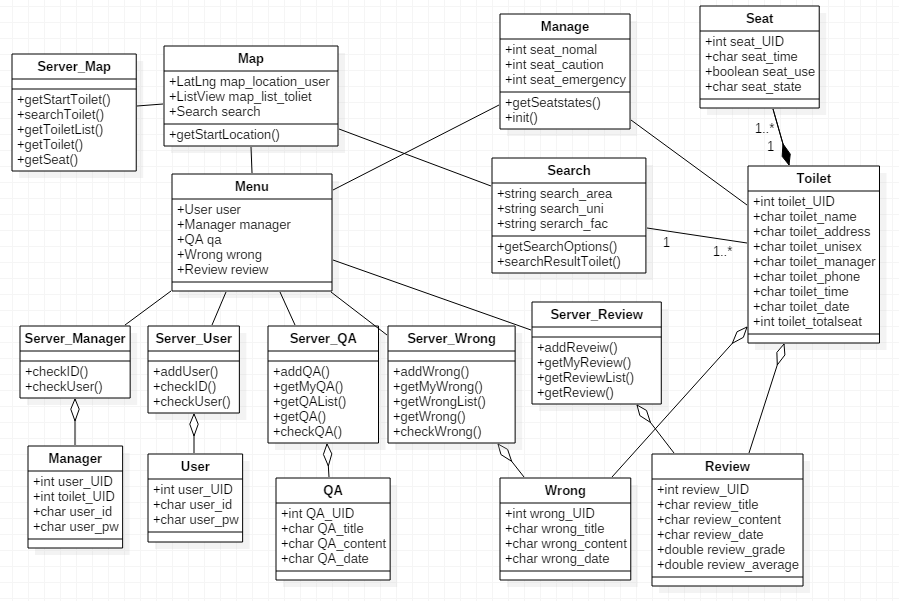 Server_Map
+getStartToilet()
+searchToilet()
+getToiletList()
+getToilet()
+getSeat()
Map
+LatLng map_location_user
+ListView map_list_toliet
+Search search
+getStartLocation()
Manage
+int seat_nomal
+int seat_caution
+int seat_emergency
+getSeatstates()
+init()
Seat
+int seat_UID
+char seat_time
+boolean seat_use
+char seat_state
1..*
1
Menu
+User user
+Manager manager
+QA qa
+Wrong wrong
+Review review
Search
+string search_area
+string search_uni
+string serarch_fac
+getSearchOptions()
+searchResultToilet()
1
1..*
Toilet
+int toilet_UID
+char toilet_name
+char toilet_address
+char toilet_unisex
+char toilet_manager
+char toilet_phone
+char toilet_time
+char toilet_date
+int toilet_totalseat
Server_Manager
+checkID()
+checkUser()
Server_User
+addUser()
+checkID()
+checkUser()
Server_QA
+addQA()
+getMyQA()
+getQAList()
+getQA()
+checkQA()
Server_Wrong
+addWrong()
+getMyWrong()
+getWrongList()
+getWrong()
+checkWrong()
Server_Review
+addReveiw()
+getMyReview()
+getReviewList()
+getReview()
Manager
+int user_UID
+int toilet_UID
+char user_id
+char user_pw
User
+int user_UID
+char user_id
+char user_pw
QA
+int QA_UID
+char QA_title
+char QA_content
+char QA_date
Wrong
+int wrong_UID
+char wrong_title
+char wrong_content
+char wrong_date
Review
+int review_UID
+char review_title
+char review_content
+char review_date
+double review_grade
+double review_average